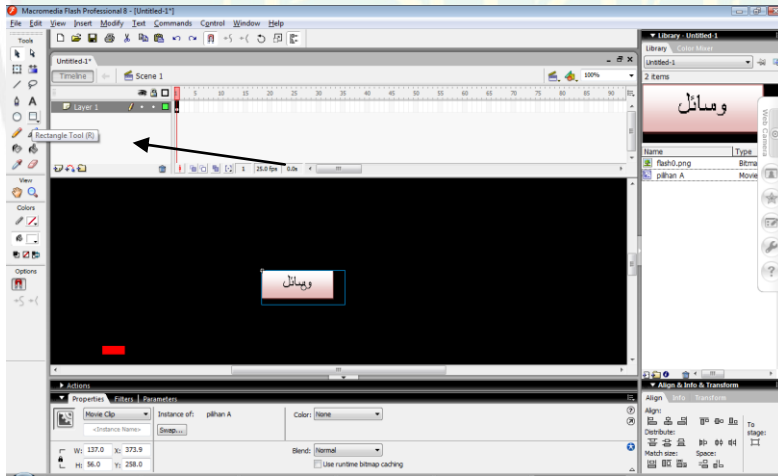 Macromedia Flash Professional 8 - [Untitled-1*]
File Edit View Insert Modify Text Commands Control Window Help
Tools
Untitled-1*
Timeline
Scene 1
100%
5 10 15 20 25 30 35 40 45 50 55 60 65 70 75 80 85 90
Layer 1
Rectangle Tool (R)
1 25.0 fps 0.0s
View
Colors
Options
وسائل
Library - Untitled-1
Library Color Mixer
Untitled-1
2 items
وسائل
Name Type
flash0.png Bitma
pilihan A Movie
Web Camera
Actions
Properties Filters Parameters
Movie Clip Instance of: pilihan A Color: None
<Instance Name> Swap...
W: 137.0 X: 373.9 Blend: Normal
H: 56.0 Y: 258.0 Use runtime bitmap caching
Align & Info & Transform
Align Info Transform
Align:
To stage:
Distribute:
Match size: Space: